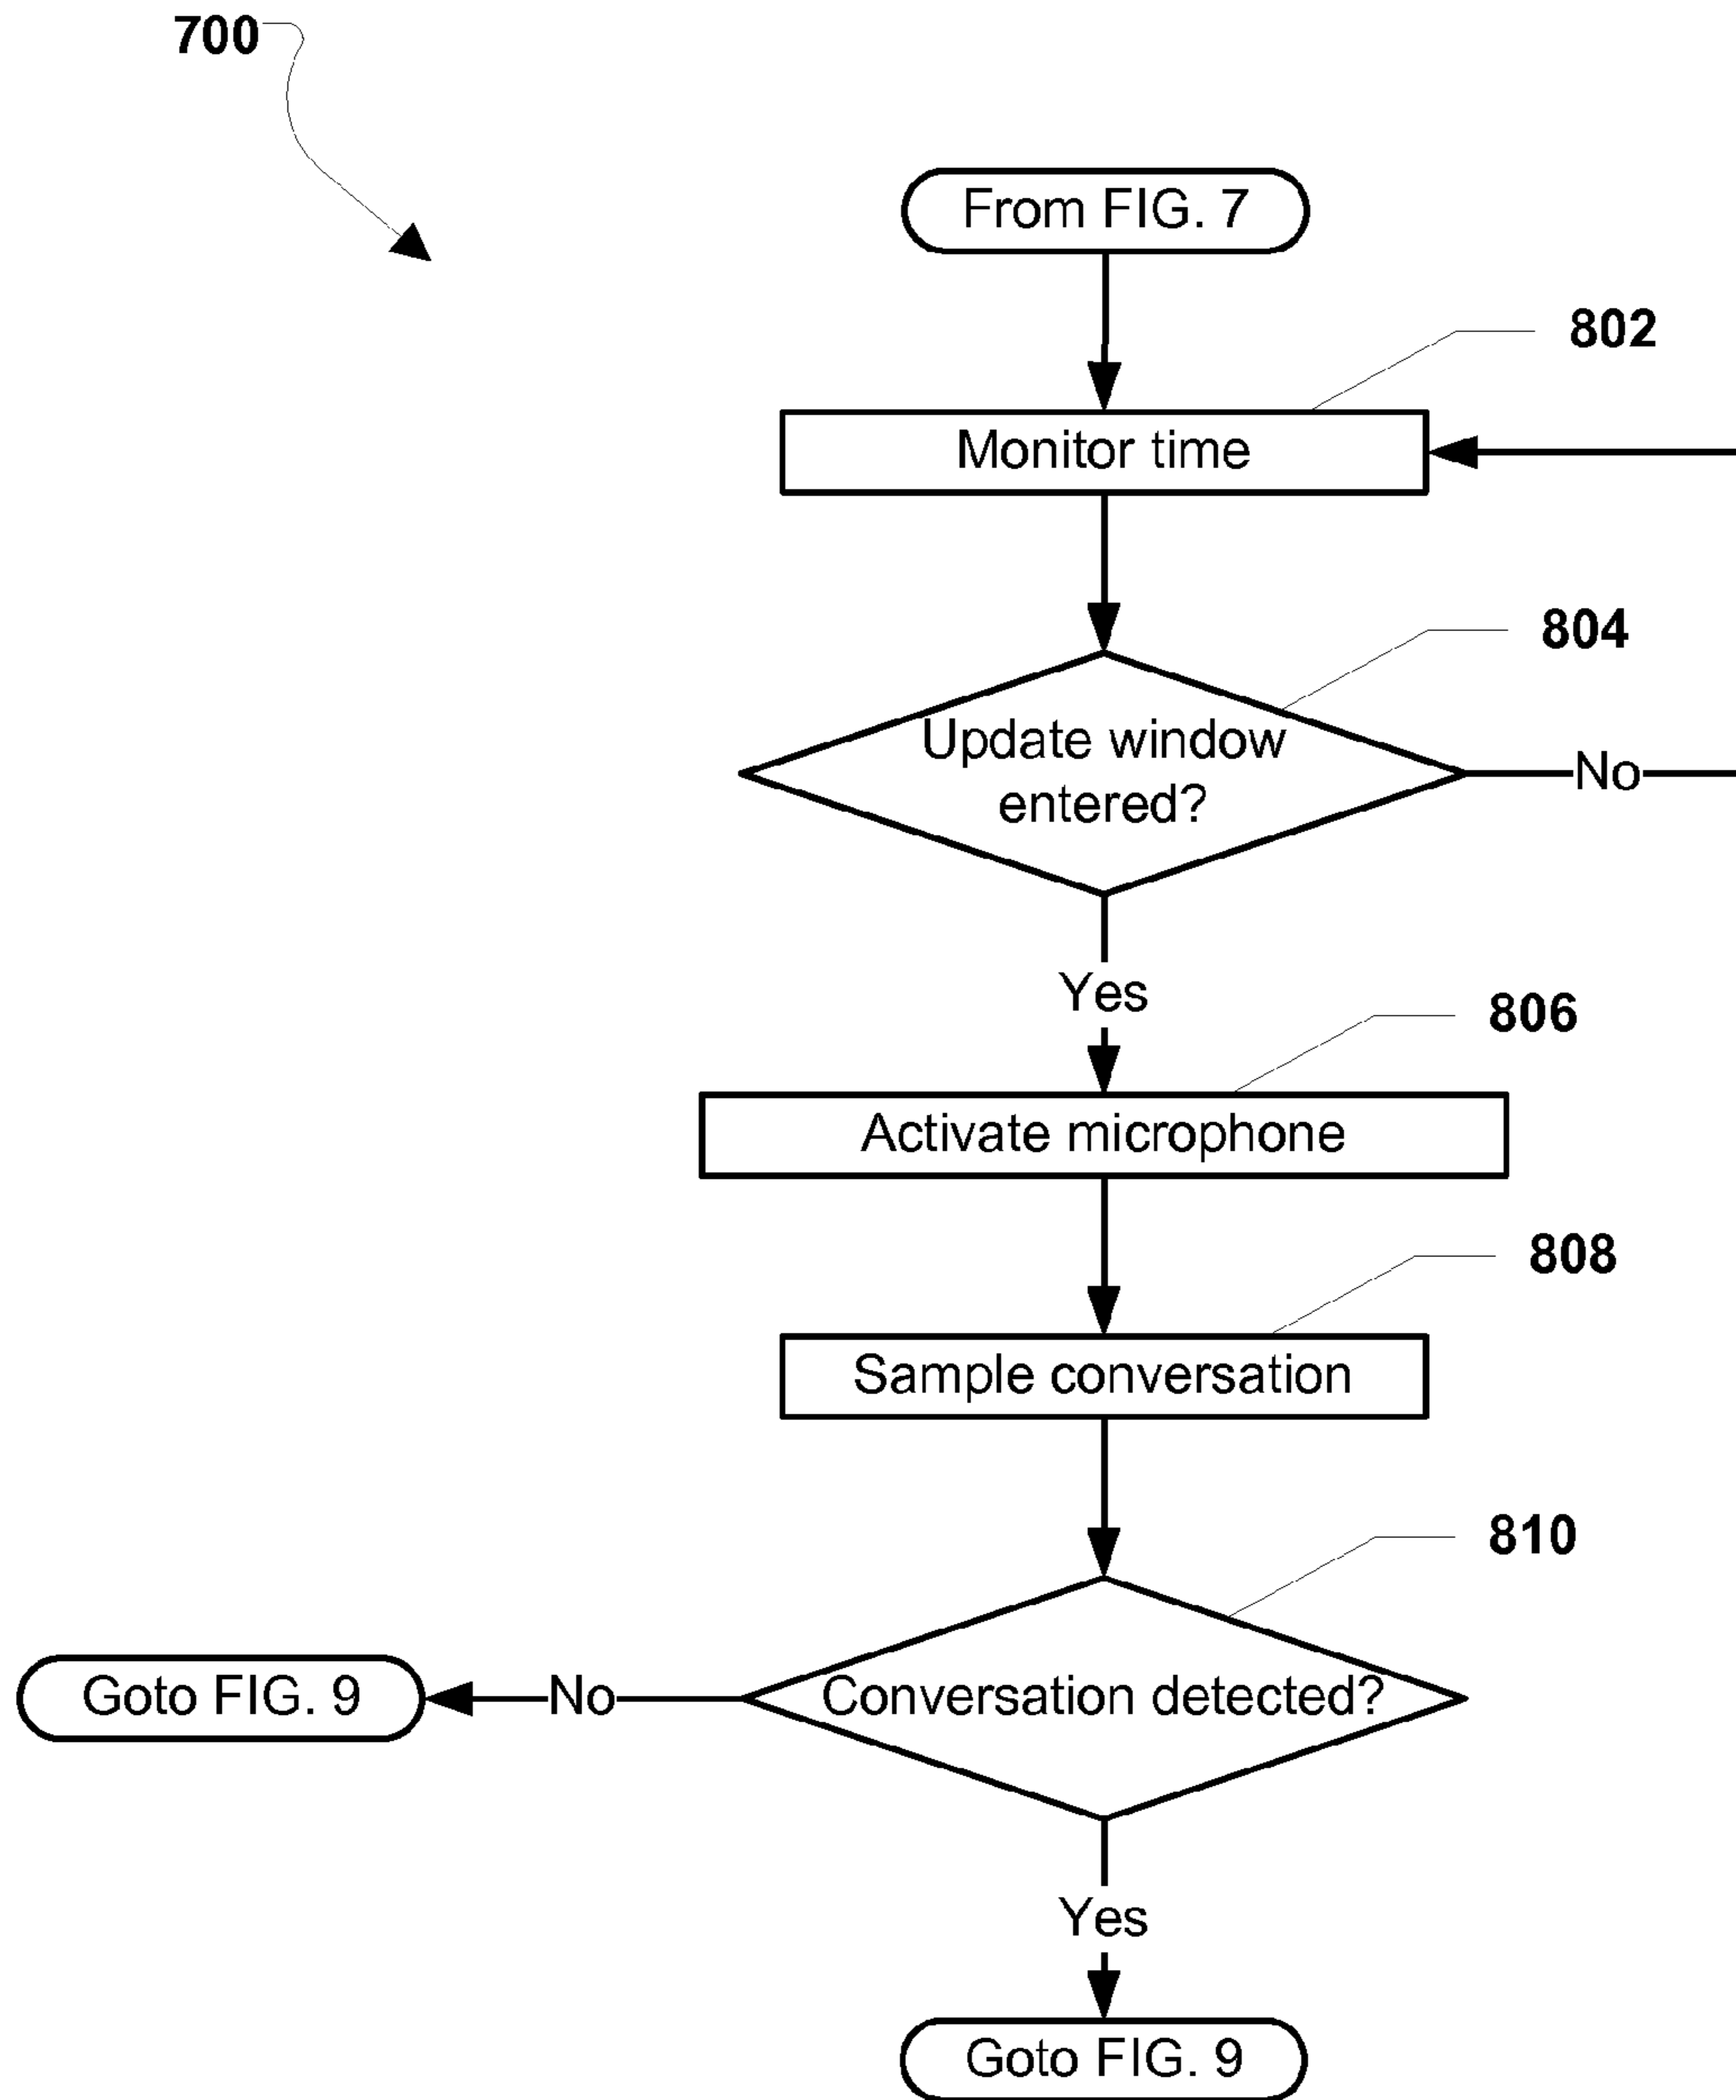 700
From FIG. 7
802
Monitor time
804
Update window
entered?
No
Yes
806
Activate microphone
808
Sample conversation
810
Conversation detected?
No
Goto FIG. 9
Yes
Goto FIG. 9